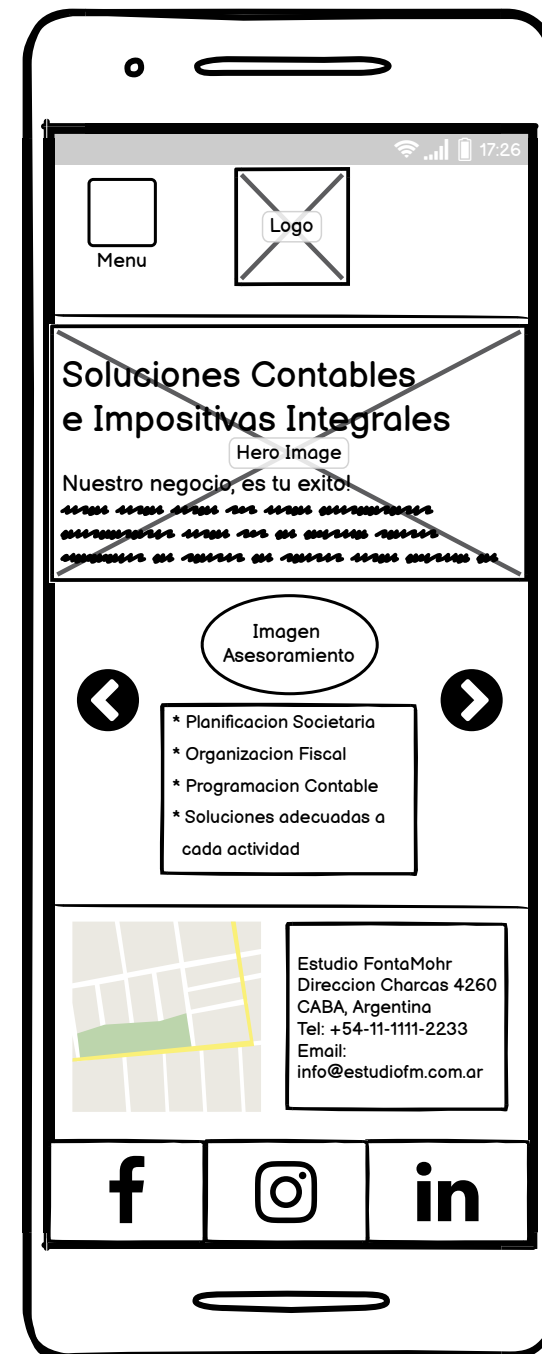 17:26
Logo
Menu
Soluciones Contables
e Impositivas Integrales
Hero Image
Nuestro negocio, es tu exito!
Imagen
Asesoramiento
* Planificacion Societaria
* Organizacion Fiscal
* Programacion Contable
* Soluciones adecuadas a
cada actividad
Estudio FontaMohr
Direccion Charcas 4260
CABA, Argentina
Tel: +54-11-1111-2233
Email:
info@estudiofm.com.ar
f
in